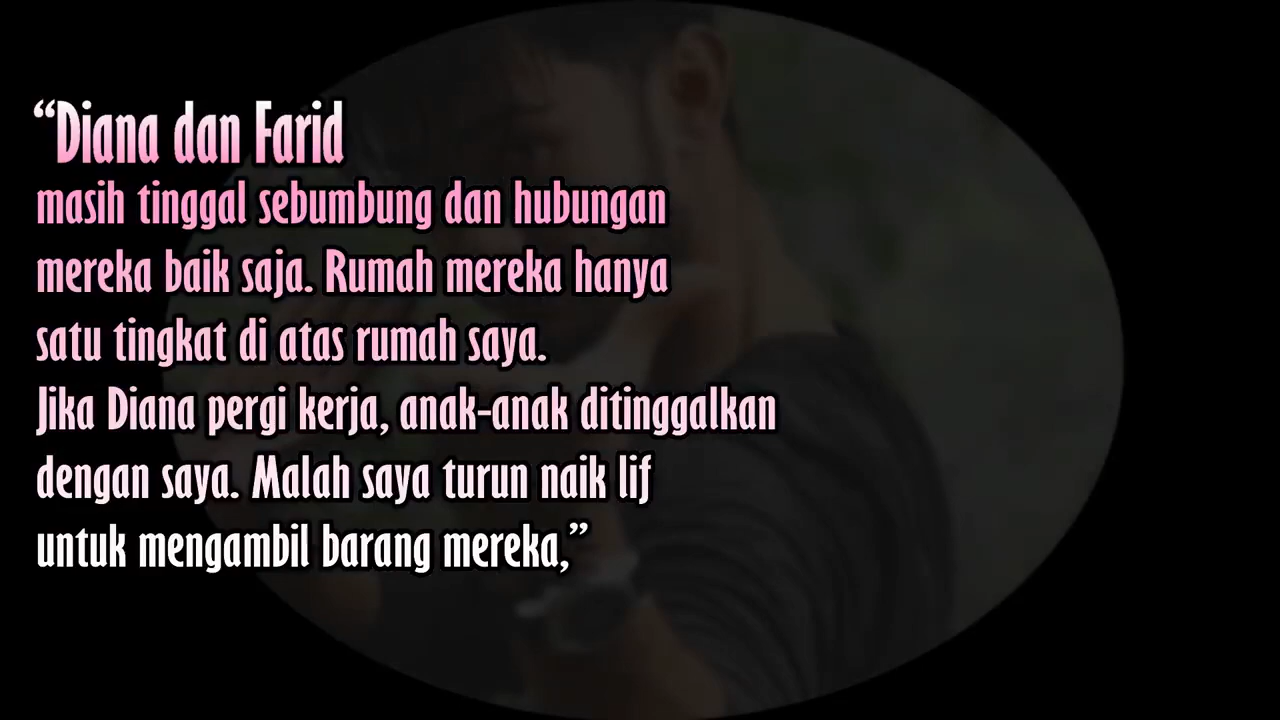 “Diana dan Farid
masih tinggal sebumbung dan hubungan
mereka baik saja. Rumah mereka hanya
satu tingkat di atas rumah saya.
Jika Diana pergi kerja, anak-anak ditinggalkan
dengan saya. Malah saya turun naik lif
untuk mengambil barang mereka,”